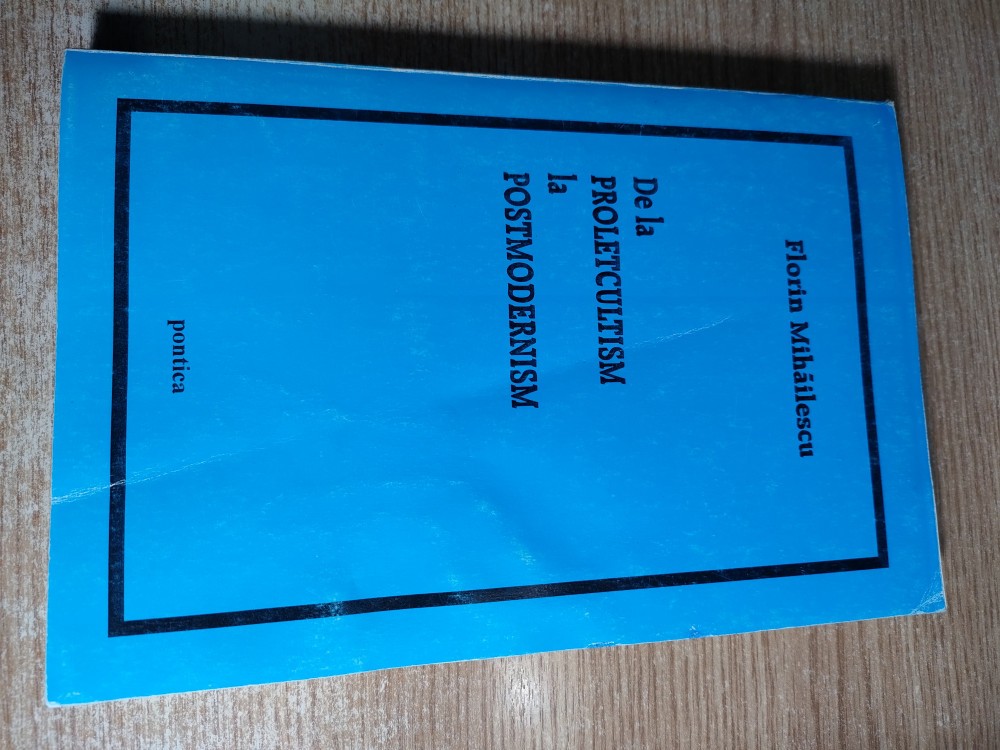 Florin Mihăilescu
De la
PROLETCULTISM
la
POSTMODERNISM
pontica